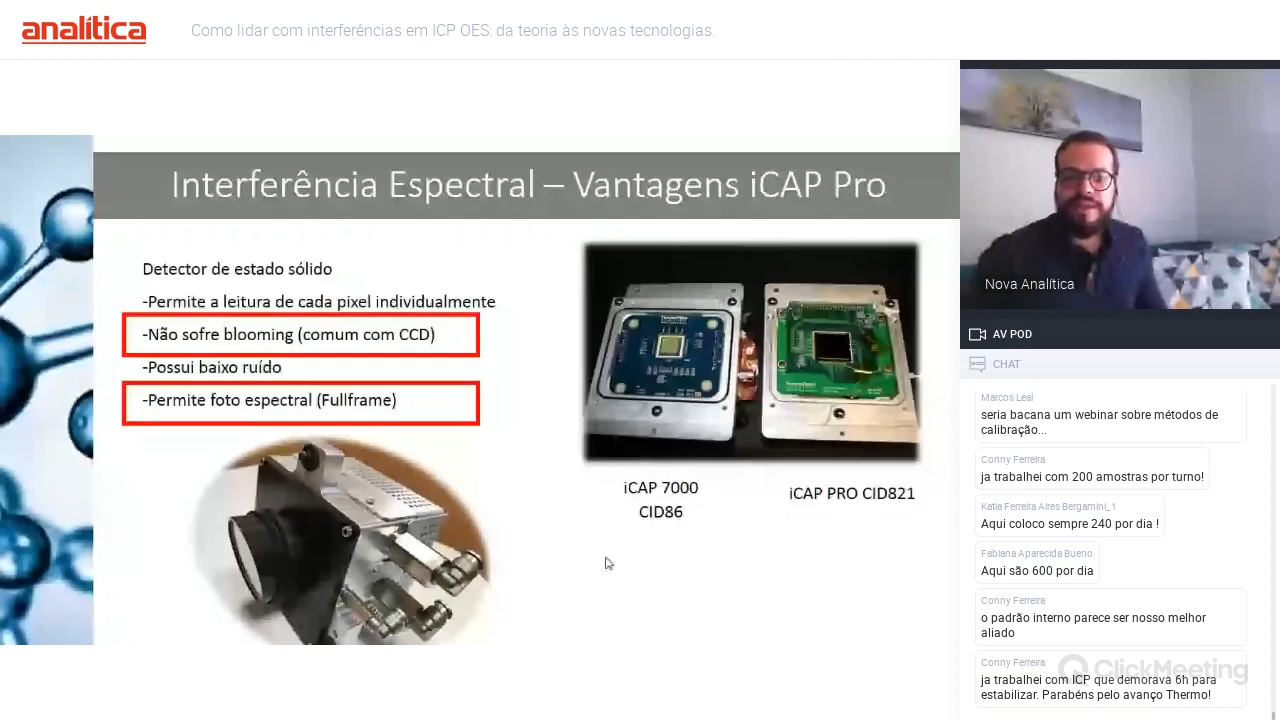 analítica
Como lidar com interferências em ICP OES: da teoria às novas tecnologias.
Interferência Espectral – Vantagens iCAP Pro
Detector de estado sólido
-Permite a leitura de cada pixel individualmente
-Não sofre blooming (comum com CCD)
-Possui baixo ruído
-Permite foto espectral (Fullframe)
iCAP 7000
CID86
iCAP PRO CID821
Nova Analítica
AV POD
CHAT
Marcos Leal
seria bacana um webinar sobre métodos de
calibração...
Conny Ferreira
ja trabalhei com 200 amostras por turno!
Katia Ferreira Aires Bergamini_1
Aqui coloco sempre 240 por dia !
Fabiana Aparecida Bueno
Aqui são 600 por dia
Conny Ferreira
o padrão interno parece ser nosso melhor
aliado
Conny Ferreira
ja trabalhei com ICP que demorava 6h para
estabilizar. Parabéns pelo avanço Thermo!
ClickMeeting